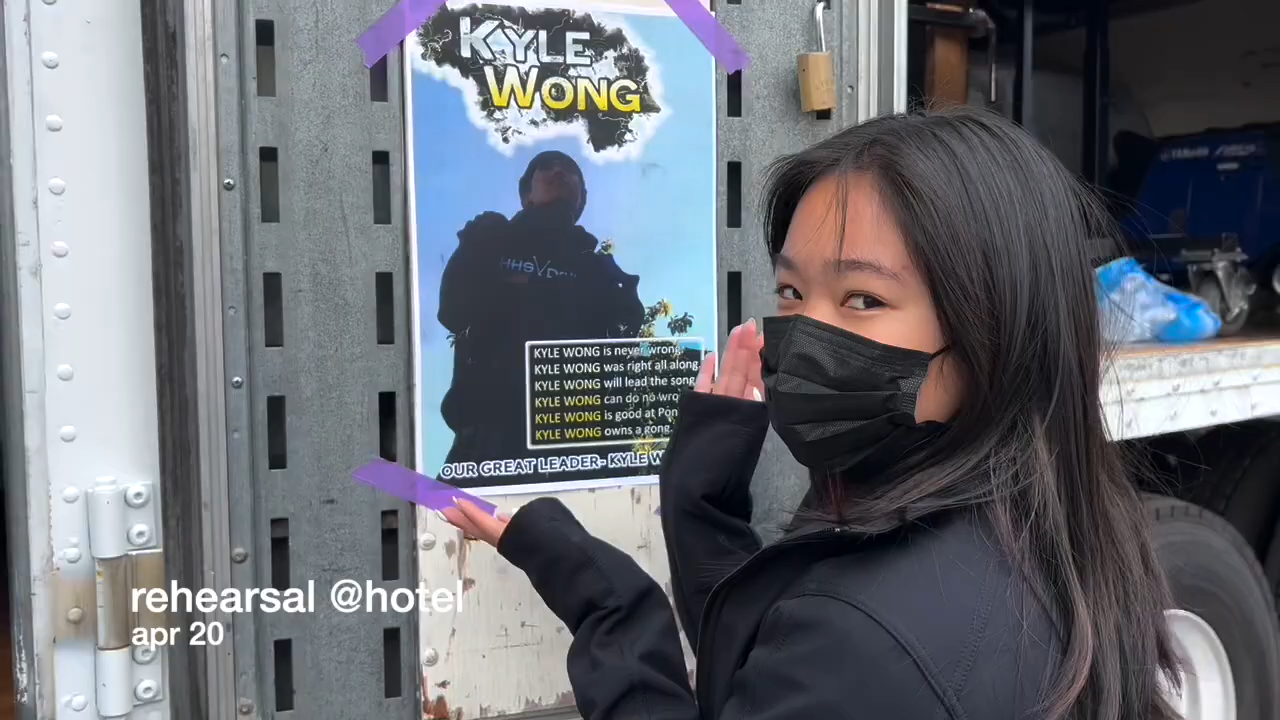 KYLE
WONG
KYLE WONG is never wrong.
KYLE WONG was right all along.
KYLE WONG will lead the song
KYLE WONG can do no
KYLE WONG is good at
KYLE WONG owns a gong.
OUR GREAT LEADER- KYLE
rehearsal @hotel
apr 20